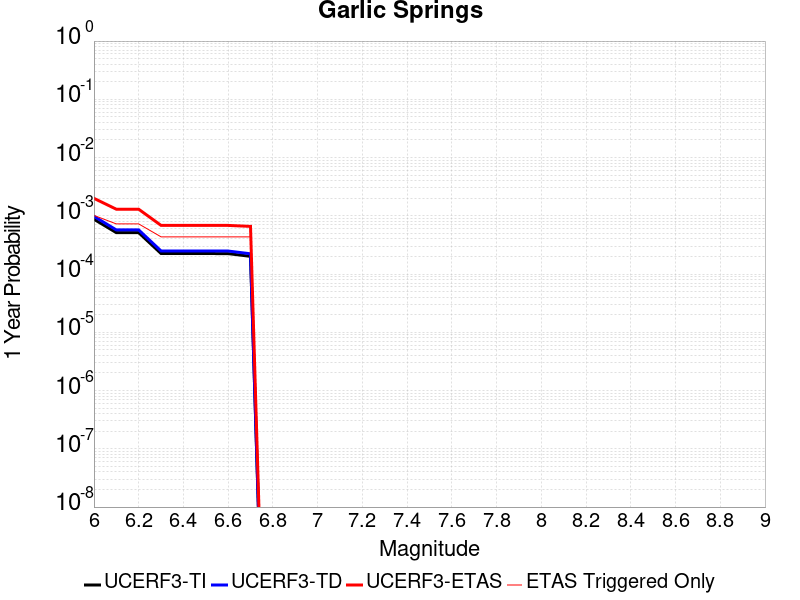 Garlic Springs
1 Year Probability
10^0
10^-1
10^-2
10^-3
10^-4
10^-5
10^-6
10^-7
10^-8
6 6.2 6.4 6.6 6.8 7 7.2 7.4 7.6 7.8 8 8.2 8.4 8.6 8.8 9
Magnitude
UCERF3-TI UCERF3-TD UCERF3-ETAS ETAS Triggered Only